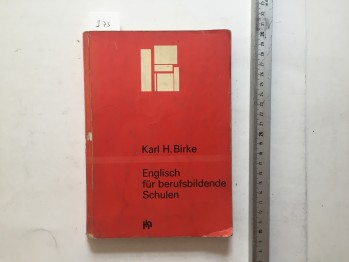 Karl H. Birke
Englisch
für berufsbildende
Schulen